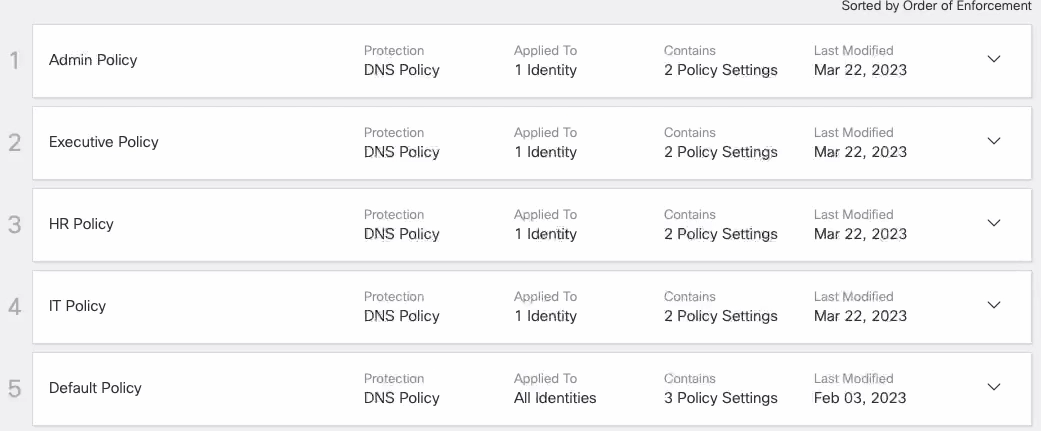 Sorted by Order of Enforcement
Protection Applied To Contains Last Modified
1 Admin Policy DNS Policy 1 Identity 2 Policy Settings Mar 22, 2023
Protection Applied To Contains Last Modified
2 Executive Policy DNS Policy 1 Identity 2 Policy Settings Mar 22, 2023
Protection Applied To Contains Last Modified
3 HR Policy DNS Policy 1 Identity 2 Policy Settings Mar 22, 2023
Protection Applied To Contains Last Modified
4 IT Policy DNS Policy 1 Identity 2 Policy Settings Mar 22, 2023
Protection Applied To Contains Last Modified
5 Default Policy DNS Policy All Identities 3 Policy Settings Feb 03, 2023